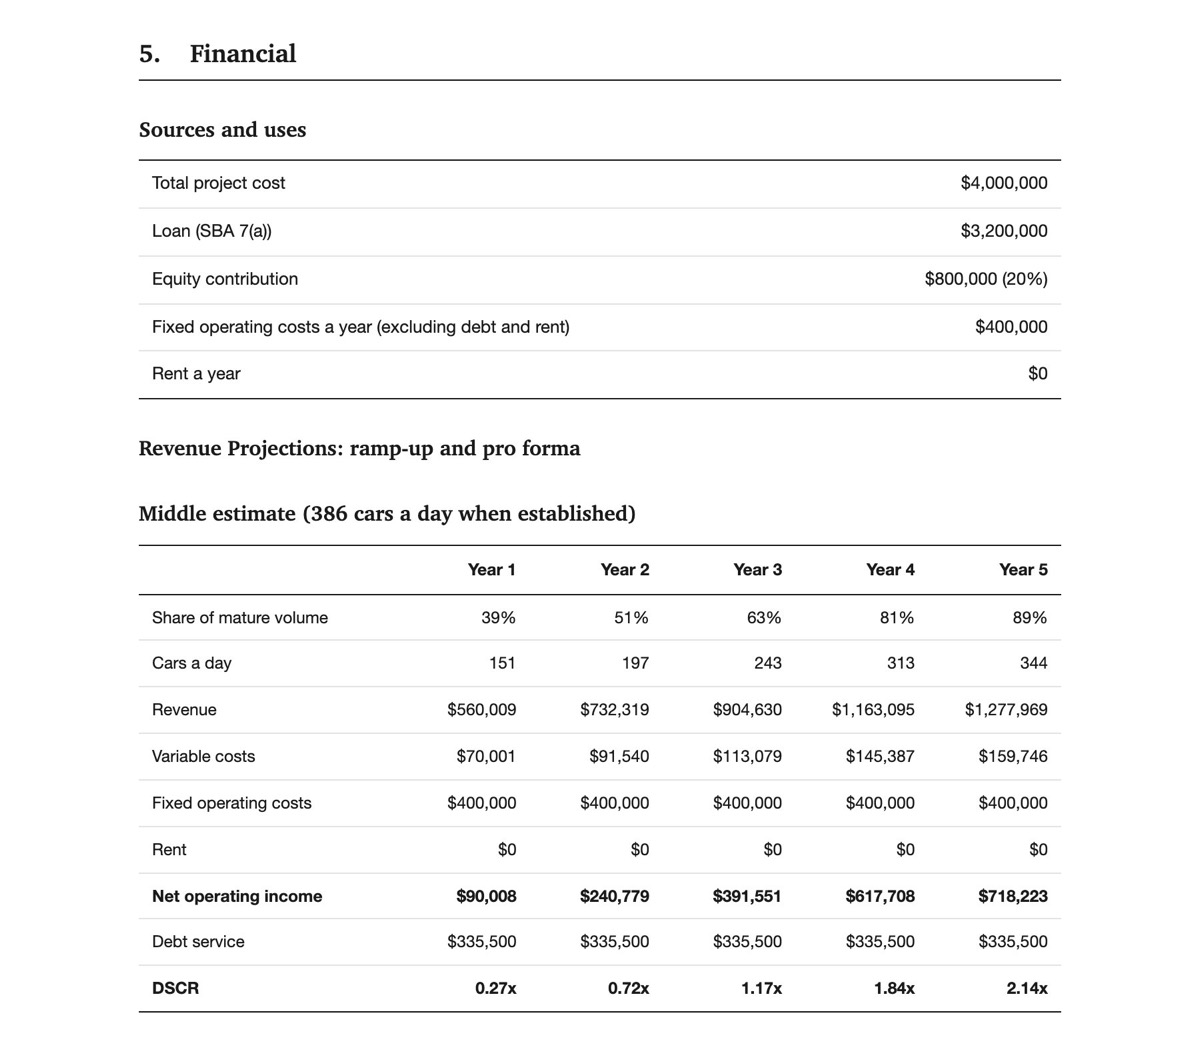 5. Financial
Sources and uses
Total project cost $4,000,000
Loan (SBA 7(a)) $3,200,000
Equity contribution $800,000 (20%)
Fixed operating costs a year (excluding debt and rent) $400,000
Rent a year $0
Revenue Projections: ramp-up and pro forma
Middle estimate (386 cars a day when established)
Year 1 Year 2 Year 3 Year 4 Year 5
Share of mature volume 39% 51% 63% 81% 89%
Cars a day 151 197 243 313 344
Revenue $560,009 $732,319 $904,630 $1,163,095 $1,277,969
Variable costs $70,001 $91,540 $113,079 $145,387 $159,746
Fixed operating costs $400,000 $400,000 $400,000 $400,000 $400,000
Rent $0 $0 $0 $0 $0
Net operating income $90,008 $240,779 $391,551 $617,708 $718,223
Debt service $335,500 $335,500 $335,500 $335,500 $335,500
DSCR 0.27x 0.72x 1.17x 1.84x 2.14x